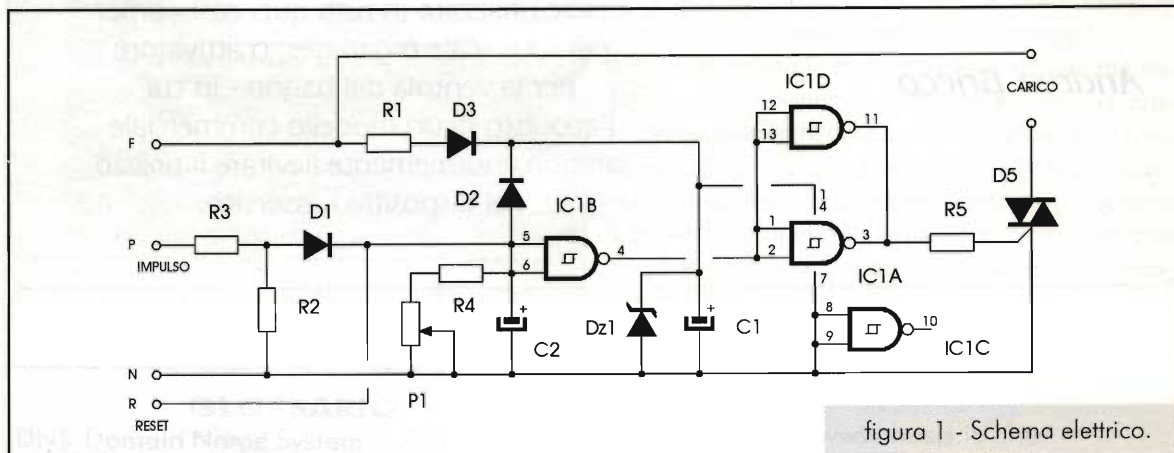 Andrea Ericco
F
R1
D3
CARICO
D2
IC1B
IC1D
12
13
11
1
4
1
2
3
D5
R5
IC1A
7
R3
D1
P
IMPULSO
5
6
4
R4
R2
C2
Dz1
C1
8
9
10
IC1C
N
R
RESET
P1
figura 1 - Schema elettrico.